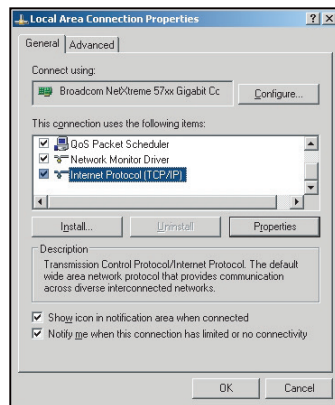 Local Area Connection Properties
General Advanced
Connect using:
Broadcom NetXtreme 57xx Gigabit Cc
Configure...
This connection uses the following items:
QoS Packet Scheduler
Network Monitor Driver
Internet Protocol (TCP/IP)
Install... Uninstall Properties
Description
Transmission Control Protocol/Internet Protocol. The default
wide area network protocol that provides communication
across diverse interconnected networks.
Show icon in notification area when connected
Notify me when this connection has limited or no connectivity
OK Cancel